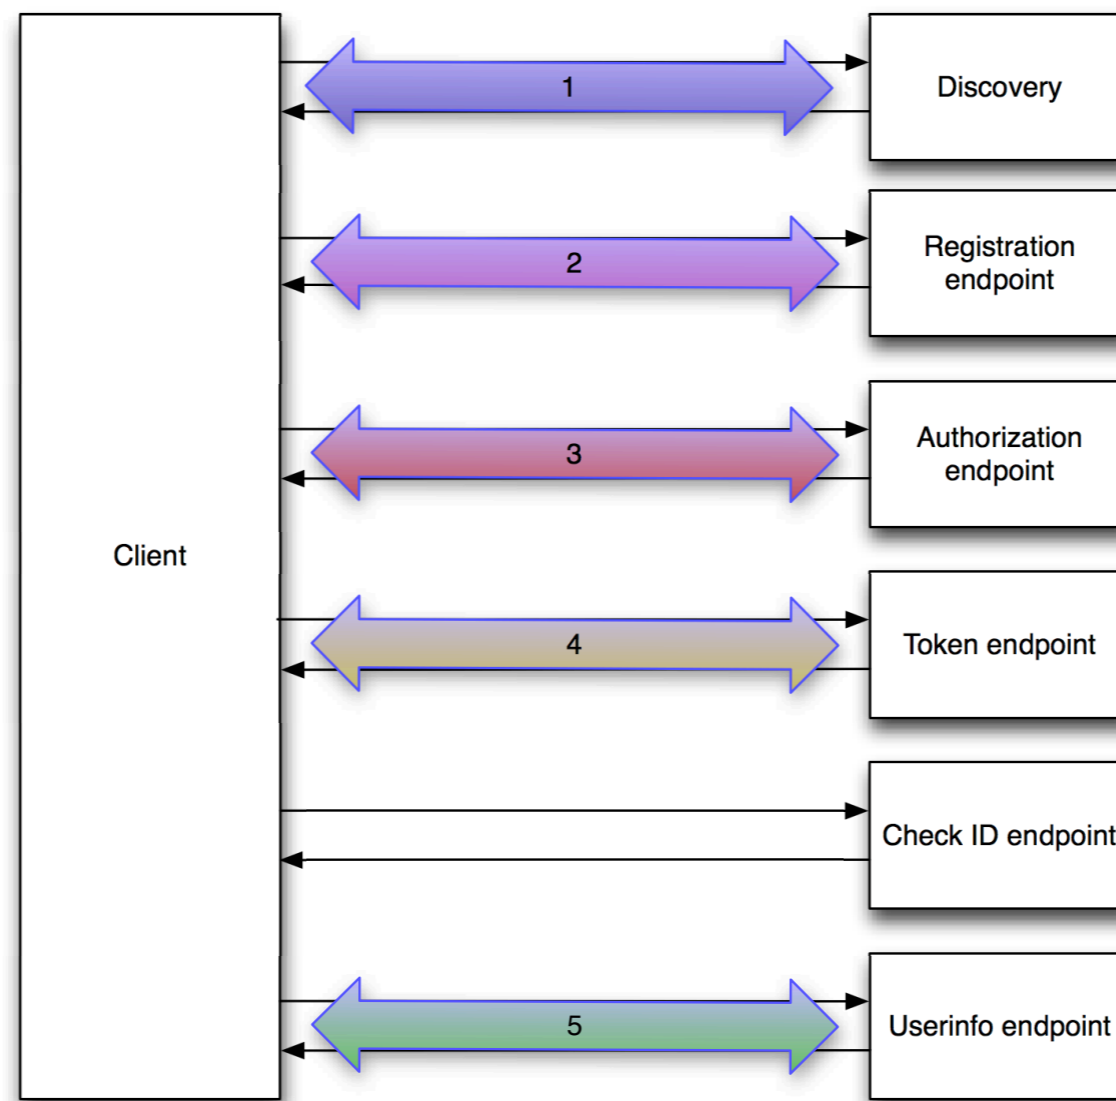 1
Discovery
2
Registration
endpoint
3
Authorization
endpoint
Client
4
Token endpoint
Check ID endpoint
5
Userinfo endpoint